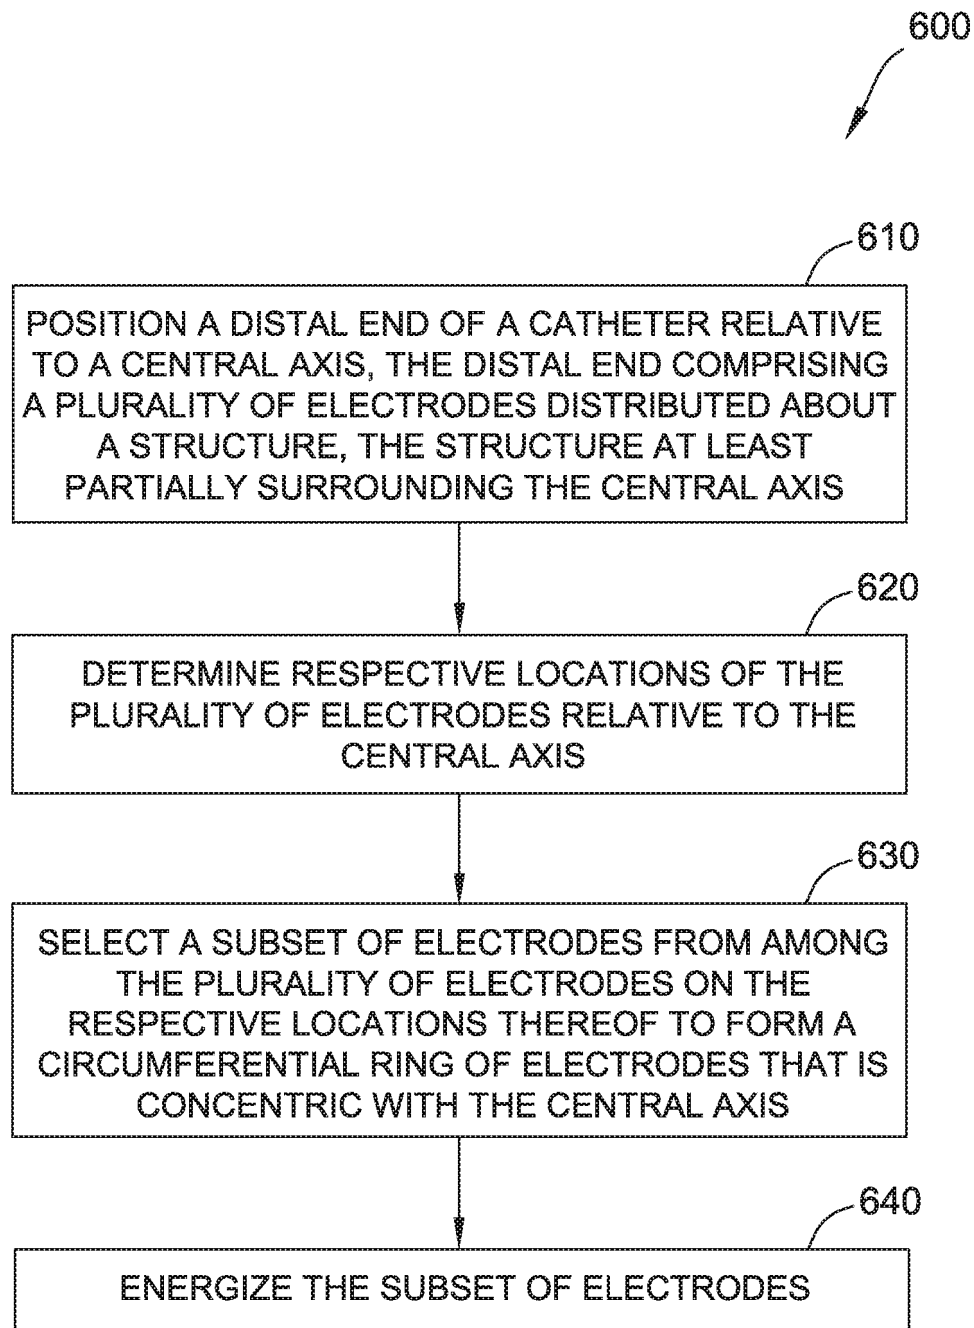 600
610
POSITION A DISTAL END OF A CATHETER RELATIVE
TO A CENTRAL AXIS, THE DISTAL END COMPRISING
A PLURALITY OF ELECTRODES DISTRIBUTED ABOUT
A STRUCTURE, THE STRUCTURE AT LEAST
PARTIALLY SURROUNDING THE CENTRAL AXIS
620
DETERMINE RESPECTIVE LOCATIONS OF THE
PLURALITY OF ELECTRODES RELATIVE TO THE
CENTRAL AXIS
630
SELECT A SUBSET OF ELECTRODES FROM AMONG
THE PLURALITY OF ELECTRODES ON THE
RESPECTIVE LOCATIONS THEREOF TO FORM A
CIRCUMFERENTIAL RING OF ELECTRODES THAT IS
CONCENTRIC WITH THE CENTRAL AXIS
640
ENERGIZE THE SUBSET OF ELECTRODES